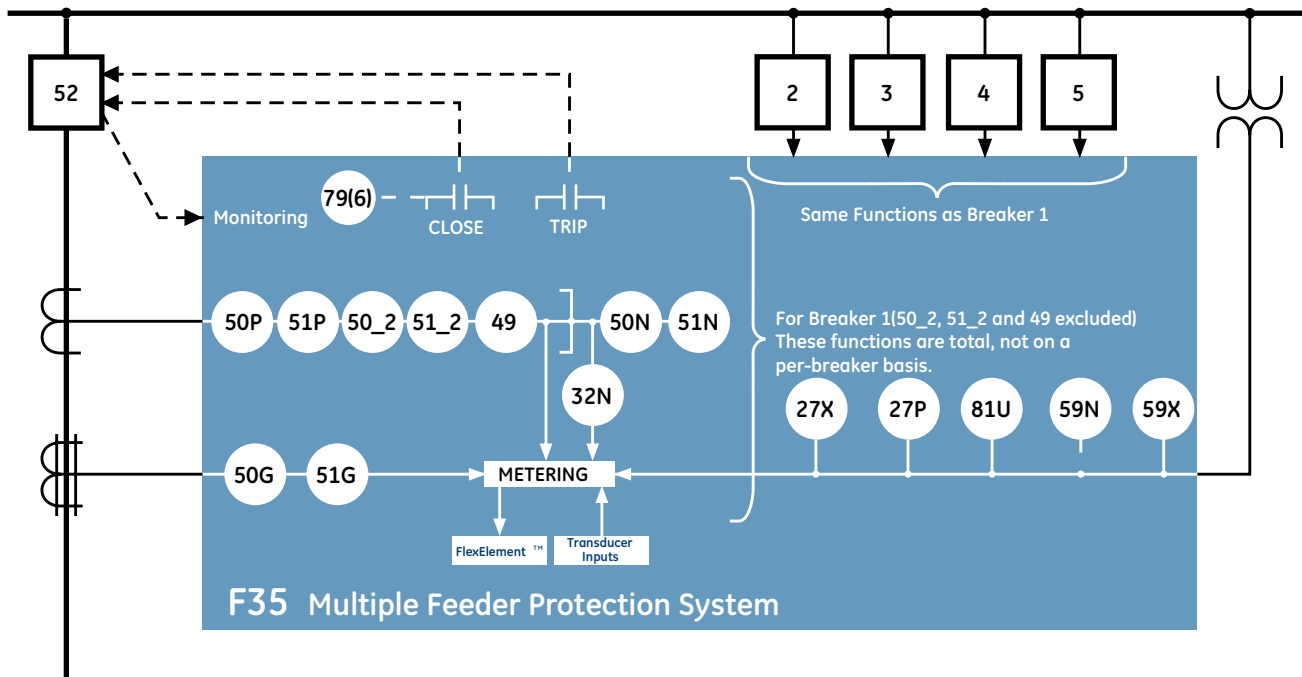 52
2
3
4
5
Monitoring
79(6)
CLOSE
TRIP
Same Functions as Breaker 1
50P
51P
50_2
51_2
49
50N
51N
For Breaker 1(50_2, 51_2 and 49 excluded)
These functions are total, not on a
per-breaker basis.
32N
27X
27P
81U
59N
59X
50G
51G
METERING
FlexElement ™
Transducer
Inputs
F35 Multiple Feeder Protection System